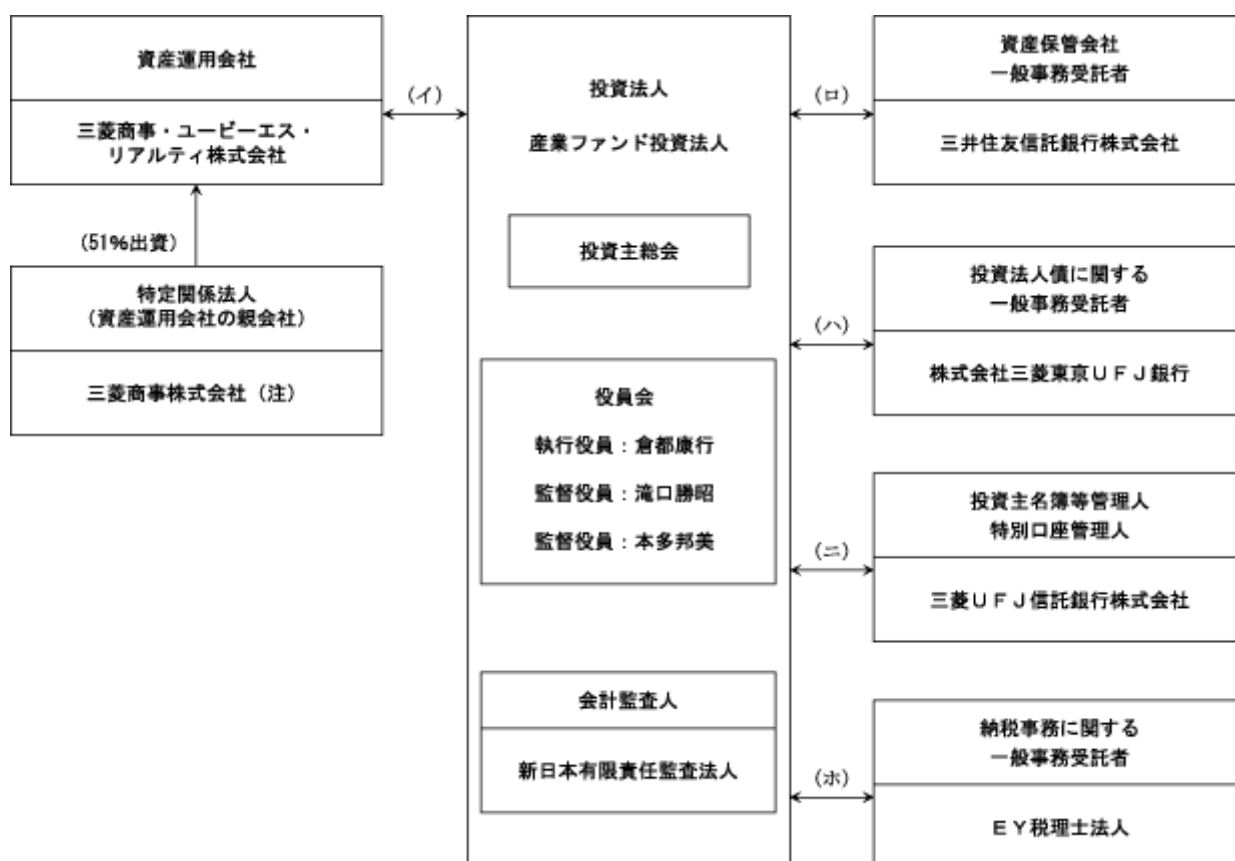 資産運用会社
三菱商事・ユービーエス・
リアルティ株式会社
(イ)
(51%出資)
特定関係法人
(資産運用会社の親会社)
三菱商事株式会社(注)
投資法人
産業ファンド投資法人
投資主総会
役員会
執行役員:倉都康行
監督役員:滝口勝昭
監督役員:本多邦美
会計監査人
新日本有限責任監査法人
(ロ)
資産保管会社
一般事務受託者
三井住友信託銀行株式会社
(ハ)
投資法人債に関する
一般事務受託者
株式会社三菱東京UFJ銀行
(ニ)
投資主名簿等管理人
特別口座管理人
三菱UFJ信託銀行株式会社
(ホ)
納税事務に関する
一般事務受託者
EY税理士法人